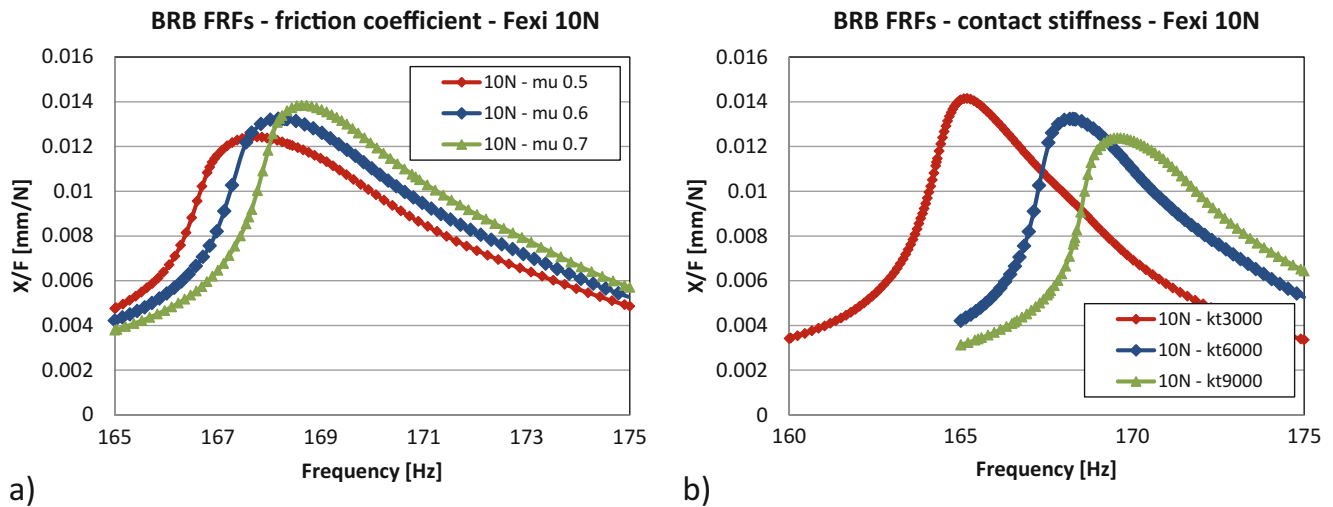 BRB FRFs - friction coefficient - Fexi 10N
0.016
0.014
0.012
0.01
0.008
0.006
0.004
0.002
0
X/F [mm/N]
10N - mu 0.5
10N - mu 0.6
10N - mu 0.7
165 167 169 171 173 175
Frequency [Hz]
a)
BRB FRFs - contact stiffness - Fexi 10N
0.016
0.014
0.012
0.01
0.008
0.006
0.004
0.002
0
X/F [mm/N]
10N - kt3000
10N - kt6000
10N - kt9000
160 165 170 175
Frequency [Hz]
b)